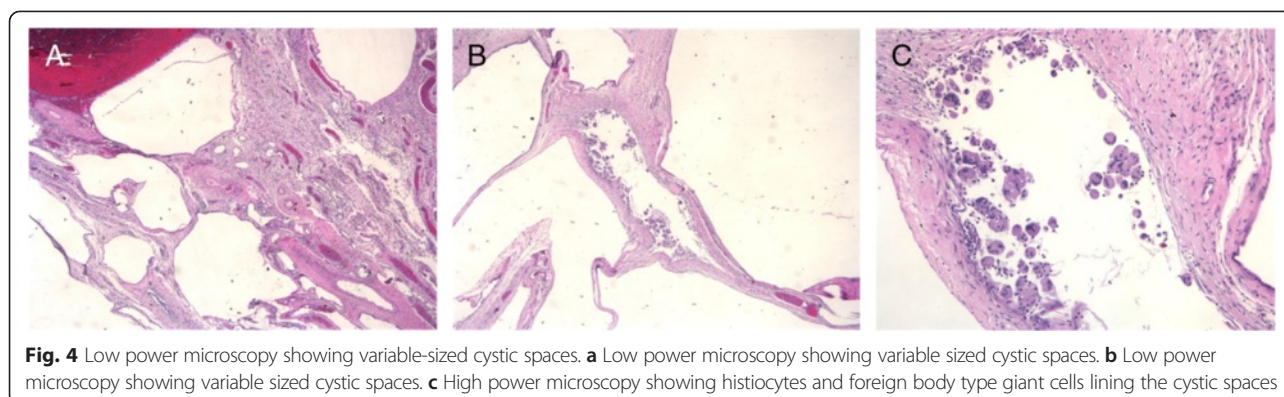 A
B
C
Fig. 4 Low power microscopy showing variable-sized cystic spaces. a Low power microscopy showing variable sized cystic spaces. b Low power
microscopy showing variable sized cystic spaces. c High power microscopy showing histiocytes and foreign body type giant cells lining the cystic spaces